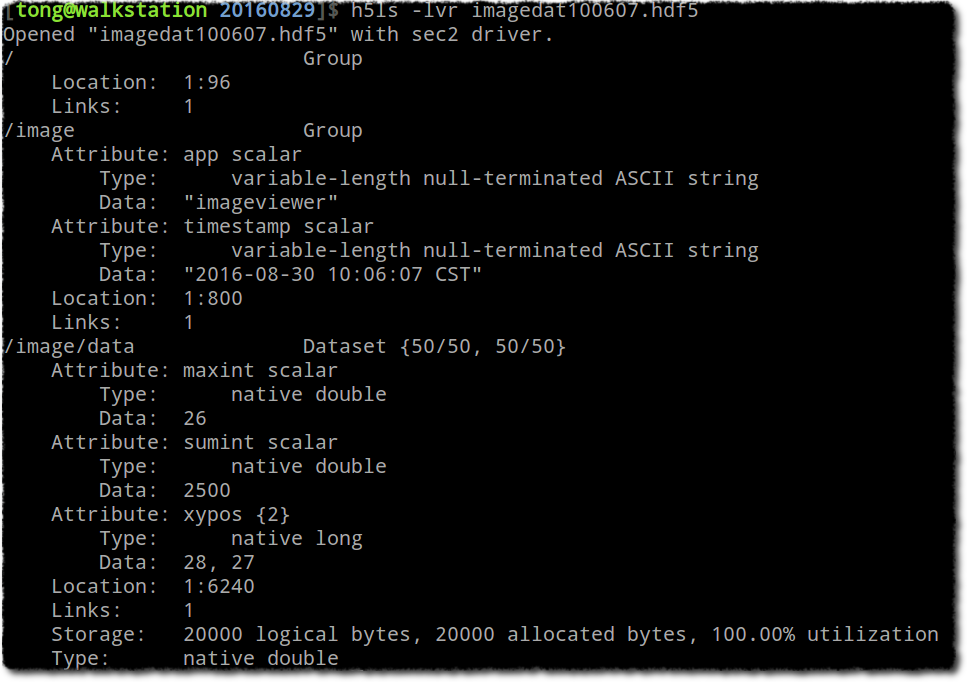 [tong@walkstation 20160829]$ h5ls -lvr imagedat100607.hdf5
Opened "imagedat100607.hdf5" with sec2 driver.
/                        Group
    Location:  1:96
    Links:     1
/image                   Group
    Attribute: app scalar
        Type:      variable-length null-terminated ASCII string
        Data:  "imageviewer"
    Attribute: timestamp scalar
        Type:      variable-length null-terminated ASCII string
        Data:  "2016-08-30 10:06:07 CST"
    Location:  1:800
    Links:     1
/image/data              Dataset {50/50, 50/50}
    Attribute: maxint scalar
        Type:      native double
        Data:  26
    Attribute: sumint scalar
        Type:      native double
        Data:  2500
    Attribute: xypos {2}
        Type:      native long
        Data:  28, 27
    Location:  1:6240
    Links:     1
    Storage:   20000 logical bytes, 20000 allocated bytes, 100.00% utilization
    Type:      native double